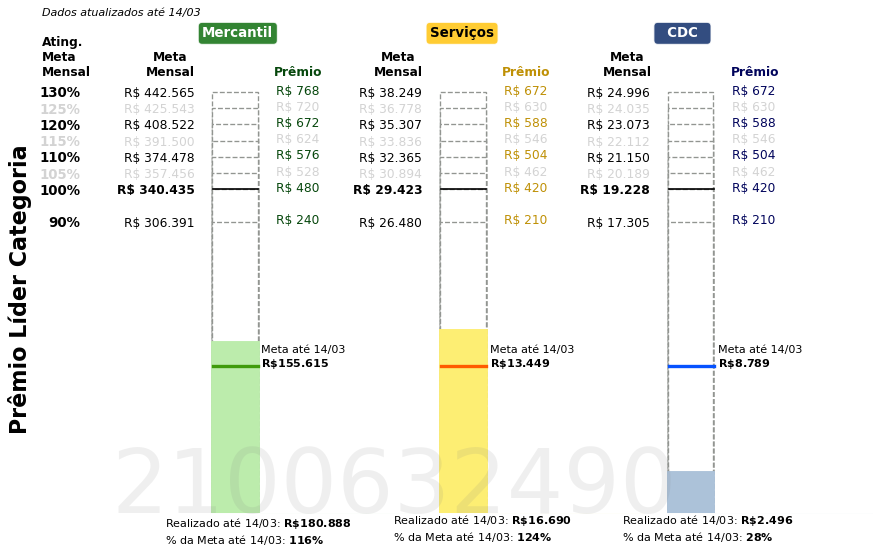 Dados atualizados até 14/03
Mercantil Serviços CDC
Ating. Meta Mensal Meta Mensal Prêmio Meta Mensal Prêmio Meta Mensal Prêmio
130% R$ 442.565 R$ 768 R$ 38.249 R$ 672 R$ 24.996 R$ 672
125% R$ 425.543 R$ 720 R$ 36.778 R$ 630 R$ 24.035 R$ 630
120% R$ 408.522 R$ 672 R$ 35.307 R$ 588 R$ 23.073 R$ 588
115% R$ 391.500 R$ 624 R$ 33.836 R$ 546 R$ 22.112 R$ 546
110% R$ 374.478 R$ 576 R$ 32.365 R$ 504 R$ 21.150 R$ 504
105% R$ 357.456 R$ 528 R$ 30.894 R$ 462 R$ 20.189 R$ 462
100% R$ 340.435 R$ 480 R$ 29.423 R$ 420 R$ 19.228 R$ 420
90% R$ 306.391 R$ 240 R$ 26.480 R$ 210 R$ 17.305 R$ 210
Prêmio Líder Categoria
Meta até 14/03 Meta até 14/03 Meta até 14/03
R$155.615 R$13.449 R$8.789
2100632490
Realizado até 14/03: R$180.888 Realizado até 14/03: R$16.690 Realizado até 14/03: R$2.496
% da Meta até 14/03: 116% % da Meta até 14/03: 124% % da Meta até 14/03: 28%